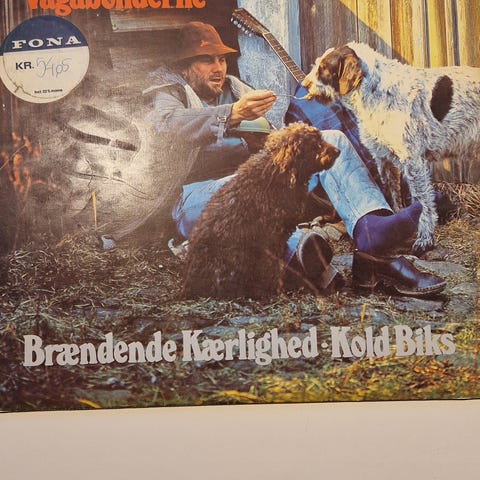 Vagabonderne
FONA
KR.
Brændende Kærlighed · Kold Biks